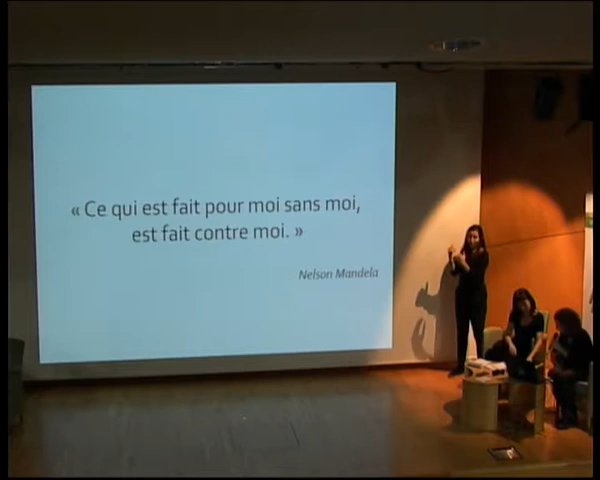 « Ce qui est fait pour moi sans moi,
est fait contre moi. »
Nelson Mandela